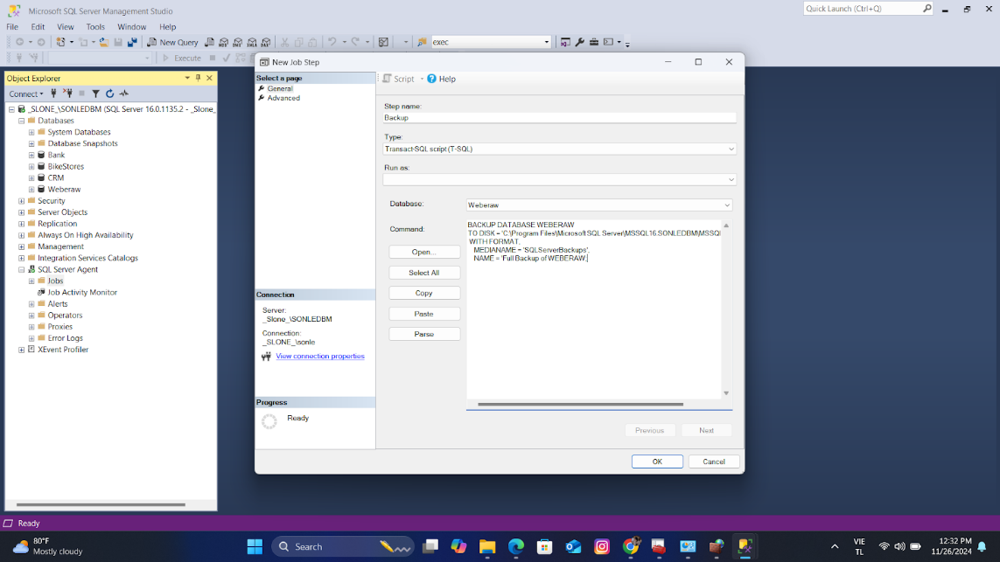 Microsoft SQL Server Management Studio
Quick Launch (Ctrl+Q)
File Edit View Tools Window Help
New Query
exec
Execute
Object Explorer
Connect
_SLONE_\SONLEDBM (SQL Server 16.0.1135.2 - _Slone_
Databases
System Databases
Database Snapshots
Bank
BikeStores
CRM
Weberaw
Security
Server Objects
Replication
Always On High Availability
Management
Integration Services Catalogs
SQL Server Agent
Jobs
Job Activity Monitor
Alerts
Operators
Proxies
Error Logs
XEvent Profiler
New Job Step
Select a page
General
Advanced
Connection
Server:
_Slone_\SONLEDBM
Connection:
_SLONE_\sonle
View connection properties
Progress
Ready
Script Help
Step name:
Backup
Type:
Transact-SQL script (T-SQL)
Run as:
Database:
Weberaw
Command:
Open...
Select All
Copy
Paste
Parse
BACKUP DATABASE WEBERAW
TO DISK = 'C:\Program Files\Microsoft SQL Server\MSSQL16.SONLEDBM\MSSQL
WITH FORMAT,
MEDIANAME = 'SQLServerBackups',
NAME = 'Full Backup of WEBERAW;
Previous Next
OK Cancel
Ready
80°F
Mostly cloudy
Search
VIE
TL
12:32 PM
11/26/2024